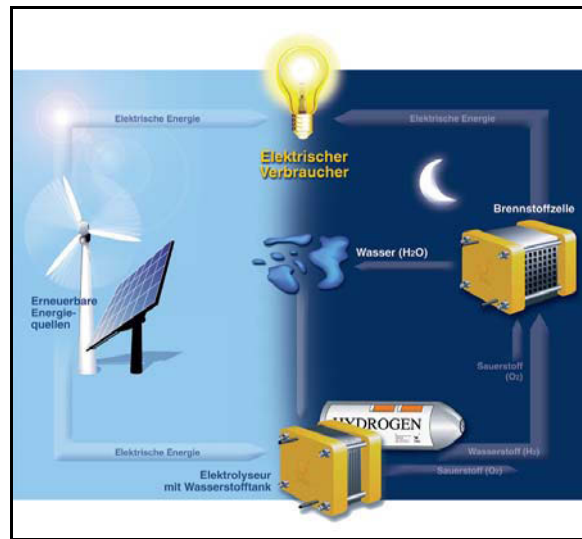 Elektrische Energie
Elektrische Energie
Elektrischer
Verbraucher
Brennstoffzelle
Wasser (H2O)
Erneuerbare
Energie-
quellen
Sauerstoff
(O2)
HYDROGEN
Elektrische Energie
Wasserstoff (H2)
Sauerstoff (O2)
Elektrolyseur
mit Wasserstofftank